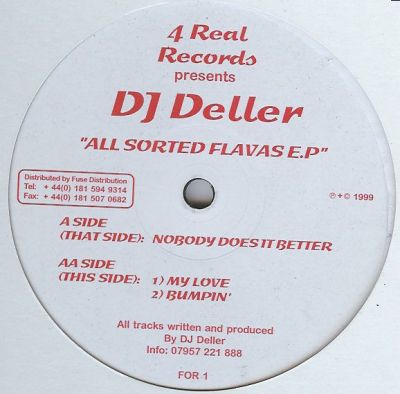 4 Real
Records
presents
DJ Deller
"ALL SORTED FLAVAS E.P"
Distributed by Fuse Distribution
Tel: + 44(0) 181 594 9314
Fax: + 44(0) 181 507 0682
℗ + © 1999
A SIDE
(THAT SIDE): NOBODY DOES IT BETTER
AA SIDE
(THIS SIDE): 1) MY LOVE
2) BUMPIN'
All tracks written and produced
By DJ Deller
Info: 07957 221 888
FOR 1